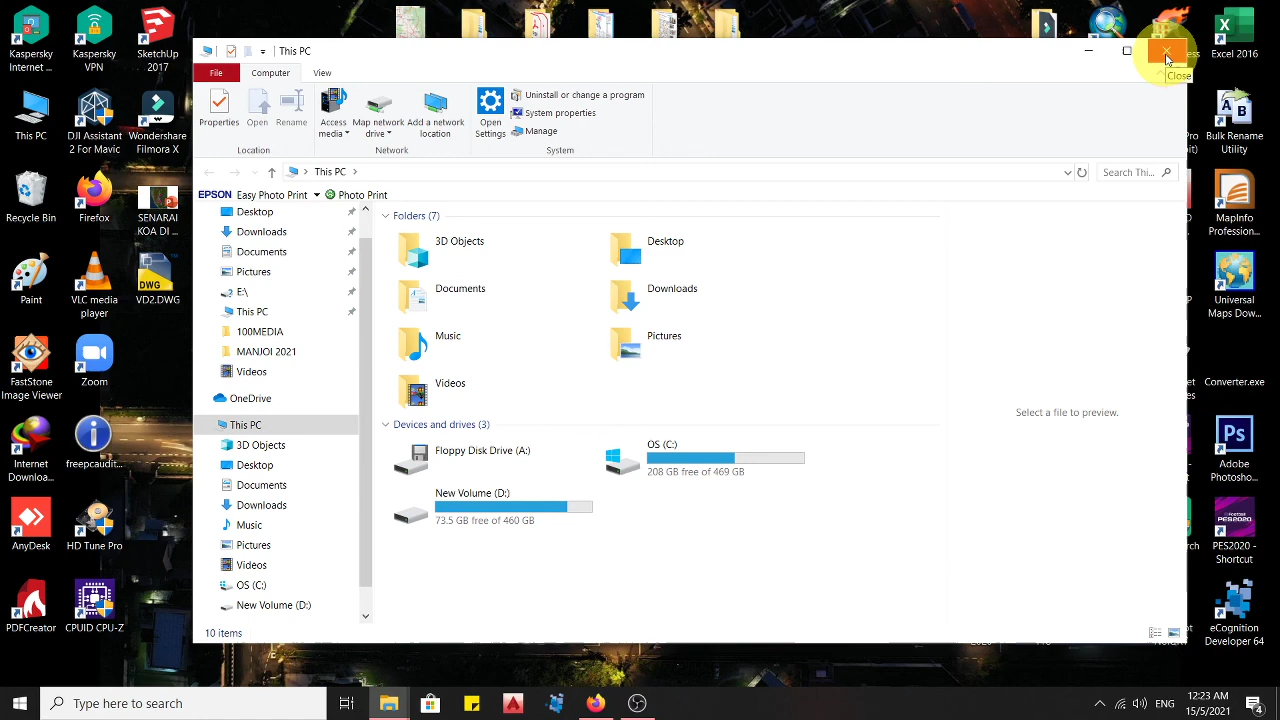 Kaspersky
Internet ...
Kaspersky
VPN
SketchUp
2017
This PC
DJI Assistant
2 For Mavic
Wondershare
Filmora X
Recycle Bin
Firefox
SENARAI
KOA DI ...
Paint
VLC media
player
VD2.DWG
DWG
FastStone
Image Viewer
Zoom
Internet
Downloa...
freepcaudit...
AnyDesk
HD Tune Pro
PDFCreator
CPUID CPU-Z
This PC
Close
File
Computer
View
Properties
Open
Rename
Location
Access
media
Map network
drive
Add a network
location
Network
Open
Settings
Uninstall or change a program
System properties
Manage
System
This PC
Search Thi...
EPSON Easy Photo Print
Photo Print
Desktop
Downloads
Documents
Pictures
E:\
This PC
100MEDIA
MANJOI 2021
Videos
OneDrive
This PC
3D Objects
Desktop
Documents
Downloads
Music
Pictures
Videos
OS (C:)
New Volume (D:)
Folders (7)
3D Objects
Desktop
Documents
Downloads
Music
Pictures
Videos
Devices and drives (3)
Floppy Disk Drive (A:)
OS (C:)
208 GB free of 469 GB
New Volume (D:)
73.5 GB free of 460 GB
Select a file to preview.
10 items
Excel 2016
Bulk Rename
Utility
MapInfo
Profession...
Universal
Maps Dow...
Converter.exe
Adobe
Photosho...
PES2020 -
Shortcut
eCognition
Developer 64
Type here to search
ENG
12:23 AM
15/5/2021
4